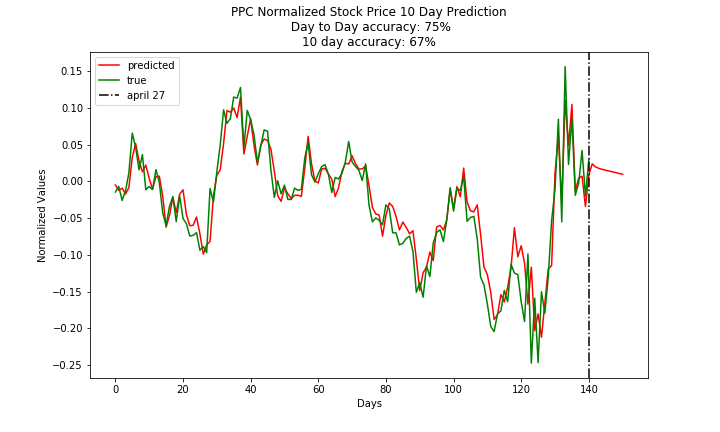 PPC Normalized Stock Price 10 Day Prediction
Day to Day accuracy: 75%
10 day accuracy: 67%
predicted
true
april 27
0.15
0.10
0.05
0.00
−0.05
−0.10
−0.15
−0.20
−0.25
Normalized Values
0 20 40 60 80 100 120 140
Days